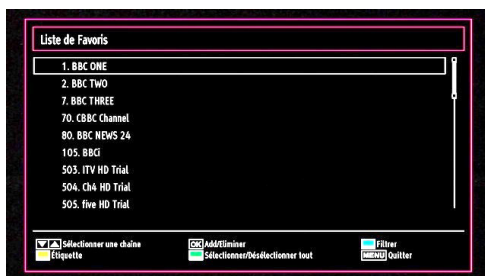 Liste de Favoris
1. BBC ONE
2. BBC TWO
7. BBC THREE
70. CBBC Channel
80. BBC NEWS 24
105. BBCi
503. ITV HD Trial
504. Ch4 HD Trial
505. five HD Trial
Sélectionner une chaîne OK Add/Eliminer Filtrer
Étiquette Sélectionner/Désélectionner tout MENU Quitter